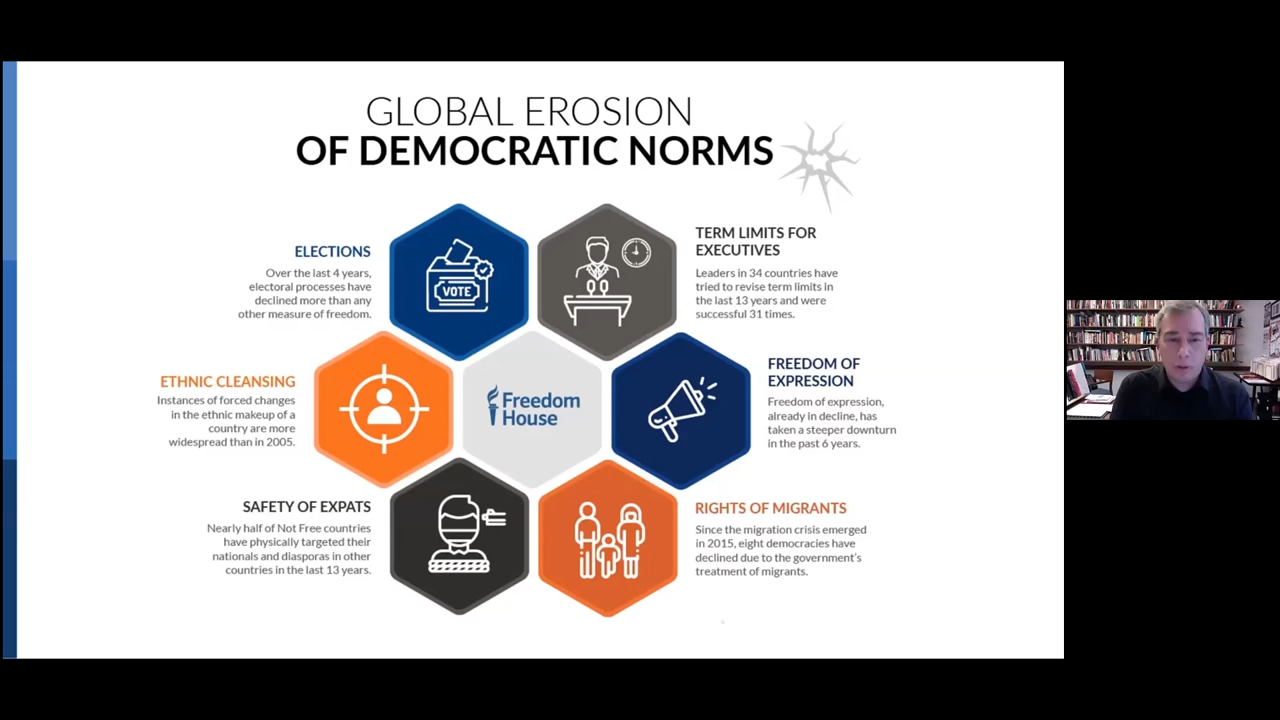 GLOBAL EROSION
OF DEMOCRATIC NORMS
ELECTIONS
Over the last 4 years,
electoral processes have
declined more than any
other measure of freedom.
VOTE
TERM LIMITS FOR
EXECUTIVES
Leaders in 34 countries have
tried to revise term limits in
the last 13 years and were
successful 31 times.
ETHNIC CLEANSING
Instances of forced changes
in the ethnic makeup of a
country are more
widespread than in 2005.
Freedom
House
FREEDOM OF
EXPRESSION
Freedom of expression,
already in decline, has
taken a steeper downturn
in the past 6 years.
SAFETY OF EXPATS
Nearly half of Not Free countries
have physically targeted their
nationals and diasporas in other
countries in the last 13 years.
RIGHTS OF MIGRANTS
Since the migration crisis emerged
in 2015, eight democracies have
declined due to the government's
treatment of migrants.